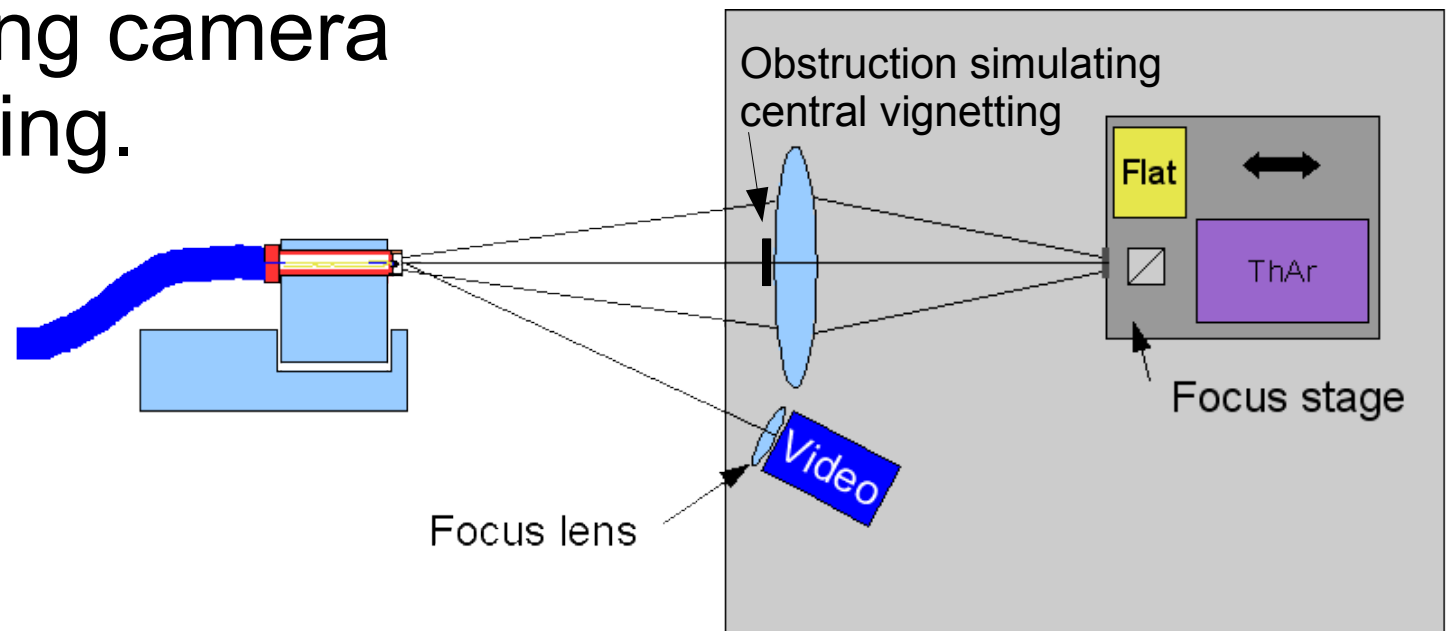 ng camera
ing.
Obstruction simulating
central vignetting
Flat
ThAr
Focus stage
Video
Focus lens